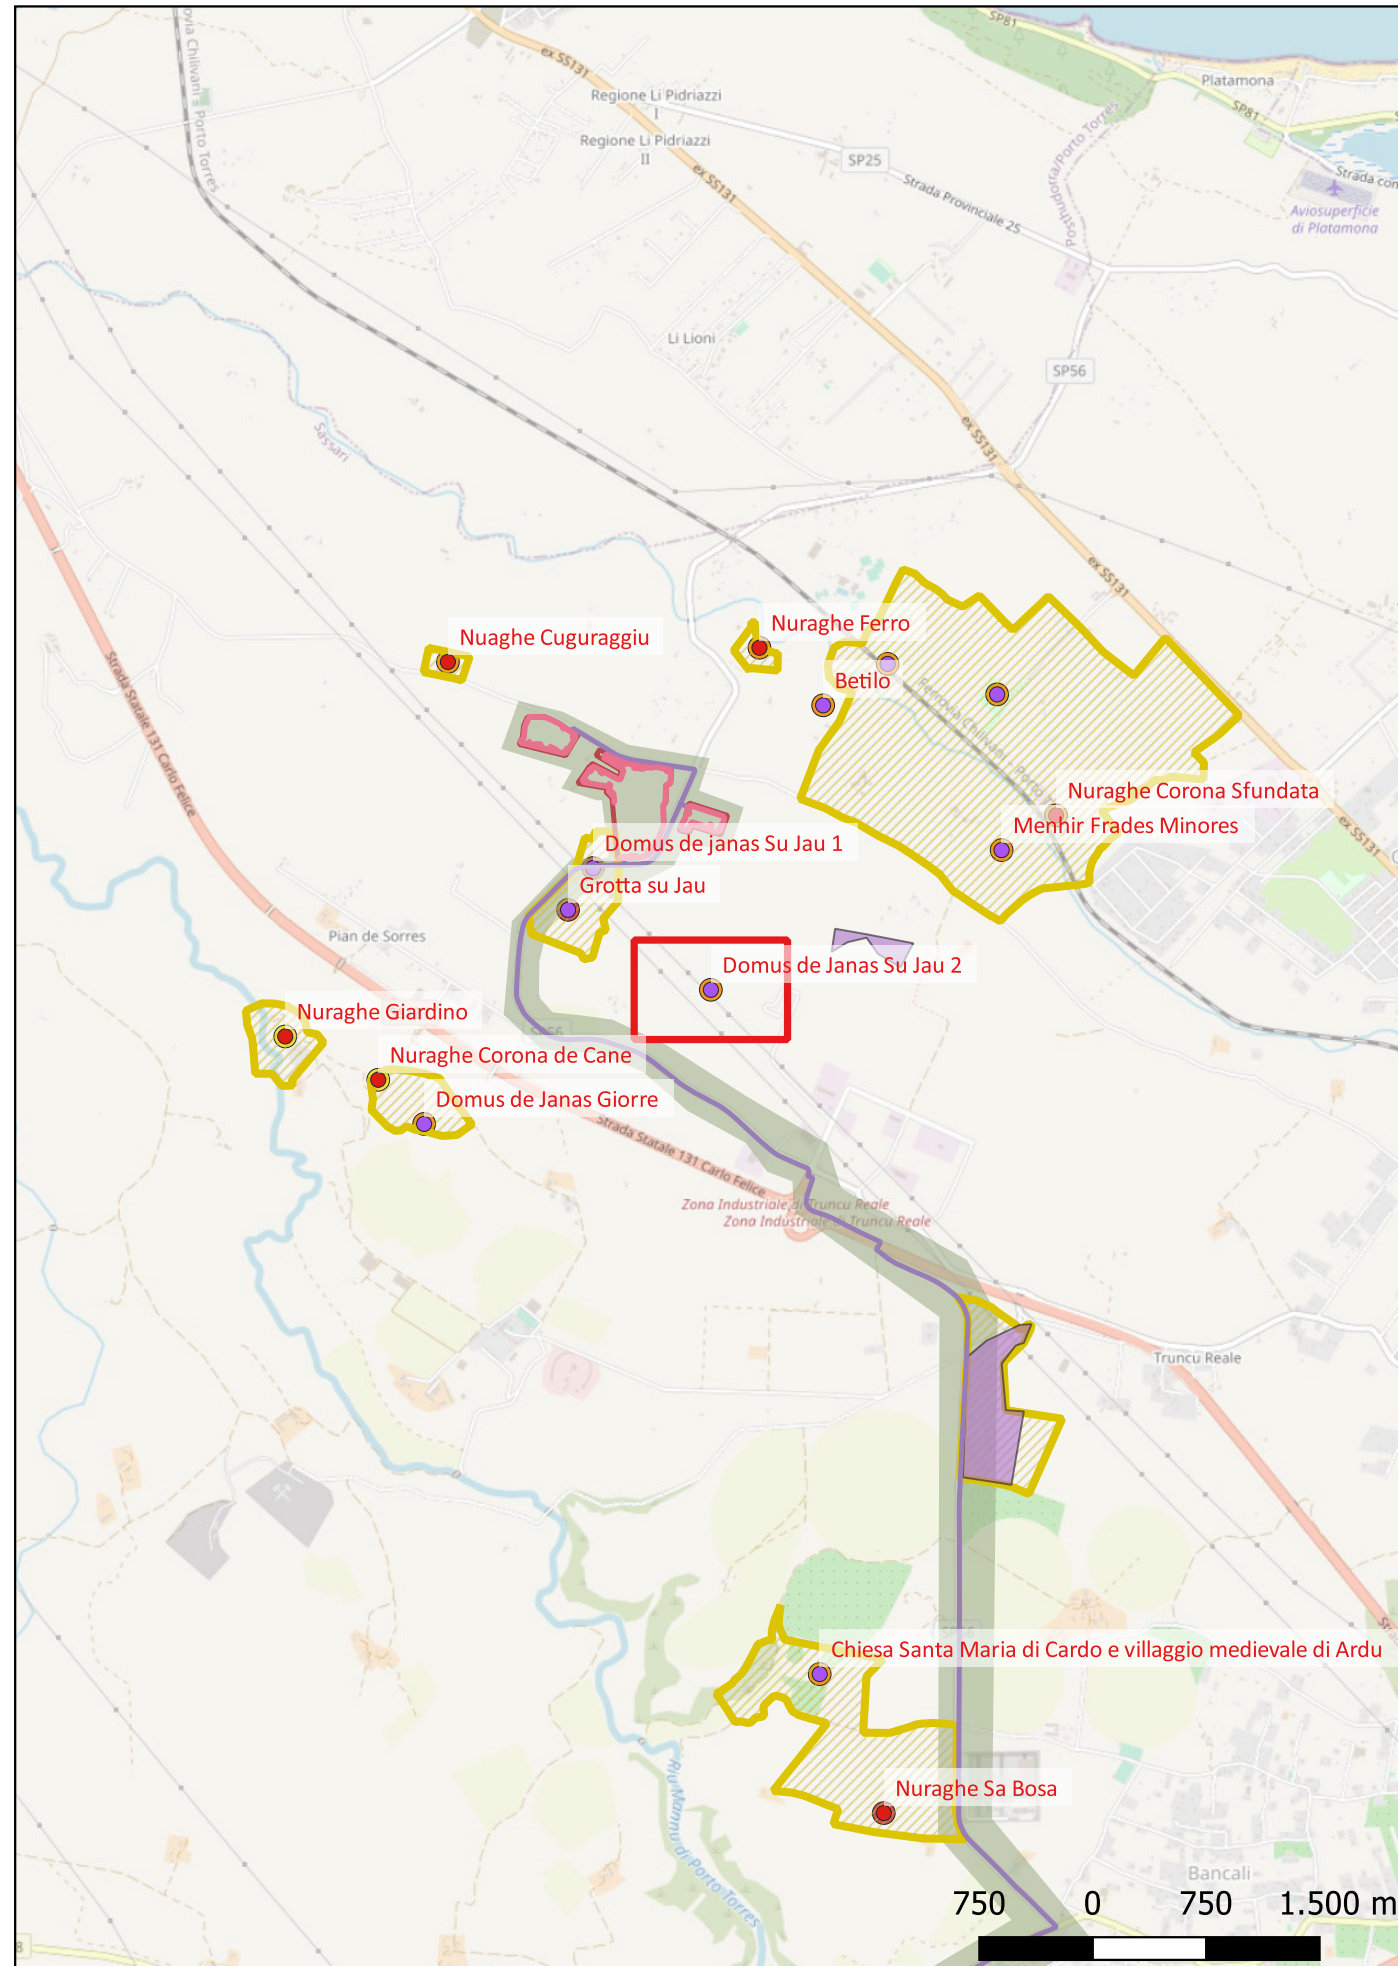 SP81
ex SS131
Platamona
ovia Chilivani - Porto Torres
Regione Li Pidriazzi
I
SP81
Regione Li Pidriazzi
II
SP25
ex SS131
Strada Provinciale 25
Strada com
Aviosuperficie
di Platamona
Li Lioni
SP56
Sassari
ex SS131
ex SS131
Nuraghe Ferro
Nuaghe Cuguraggiu
Betilo
Strada Statale 131 Carlo Felice
Nuraghe Corona Sfundata
Menhir Frades Minores
ex SS131
Domus de janas Su Jau 1
Grotta su Jau
Pian de Sorres
Domus de Janas Su Jau 2
Nuraghe Giardino
Nuraghe Corona de Cane
Domus de Janas Giorre
Strada Statale 131 Carlo Felice
Zona Industriale di Truncu Reale
Zona Industriale di Truncu Reale
Truncu Reale
Chiesa Santa Maria di Cardo e villaggio medievale di Ardu
Nuraghe Sa Bosa
Riu Mannu di Porto Torres
Bancali
750 0 750 1.500 m
8